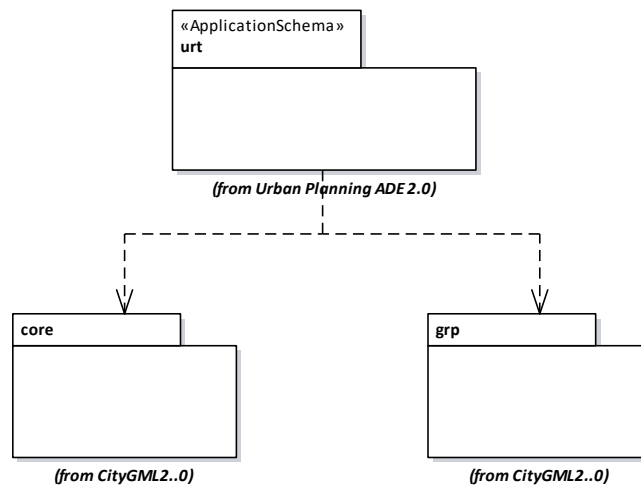 «ApplicationSchema»
urt
(from Urban Planning ADE 2.0)
core
grp
(from CityGML2..0)
(from CityGML2..0)